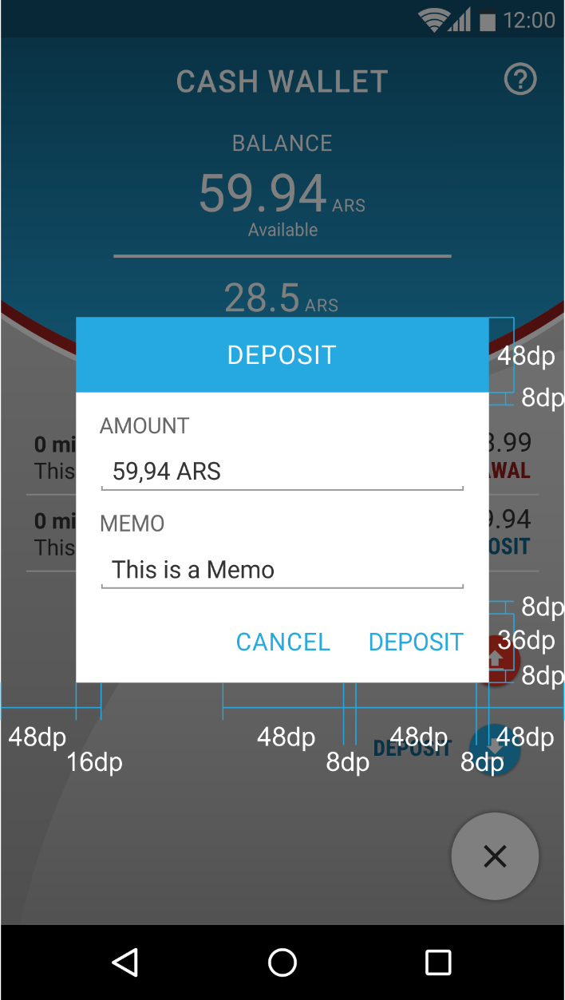 12:00
CASH WALLET
BALANCE
59.94 ARS
Available
28.5 ARS
DEPOSIT
48dp
8dp
AMOUNT
0 mi
.99
59,94 ARS
This
WAL
MEMO
0 mi
9.94
This
OSIT
This is a Memo
8dp
CANCEL DEPOSIT
36dp
8dp
48dp 48dp 48dp 48dp
DEPOSIT
16dp 8dp 8dp